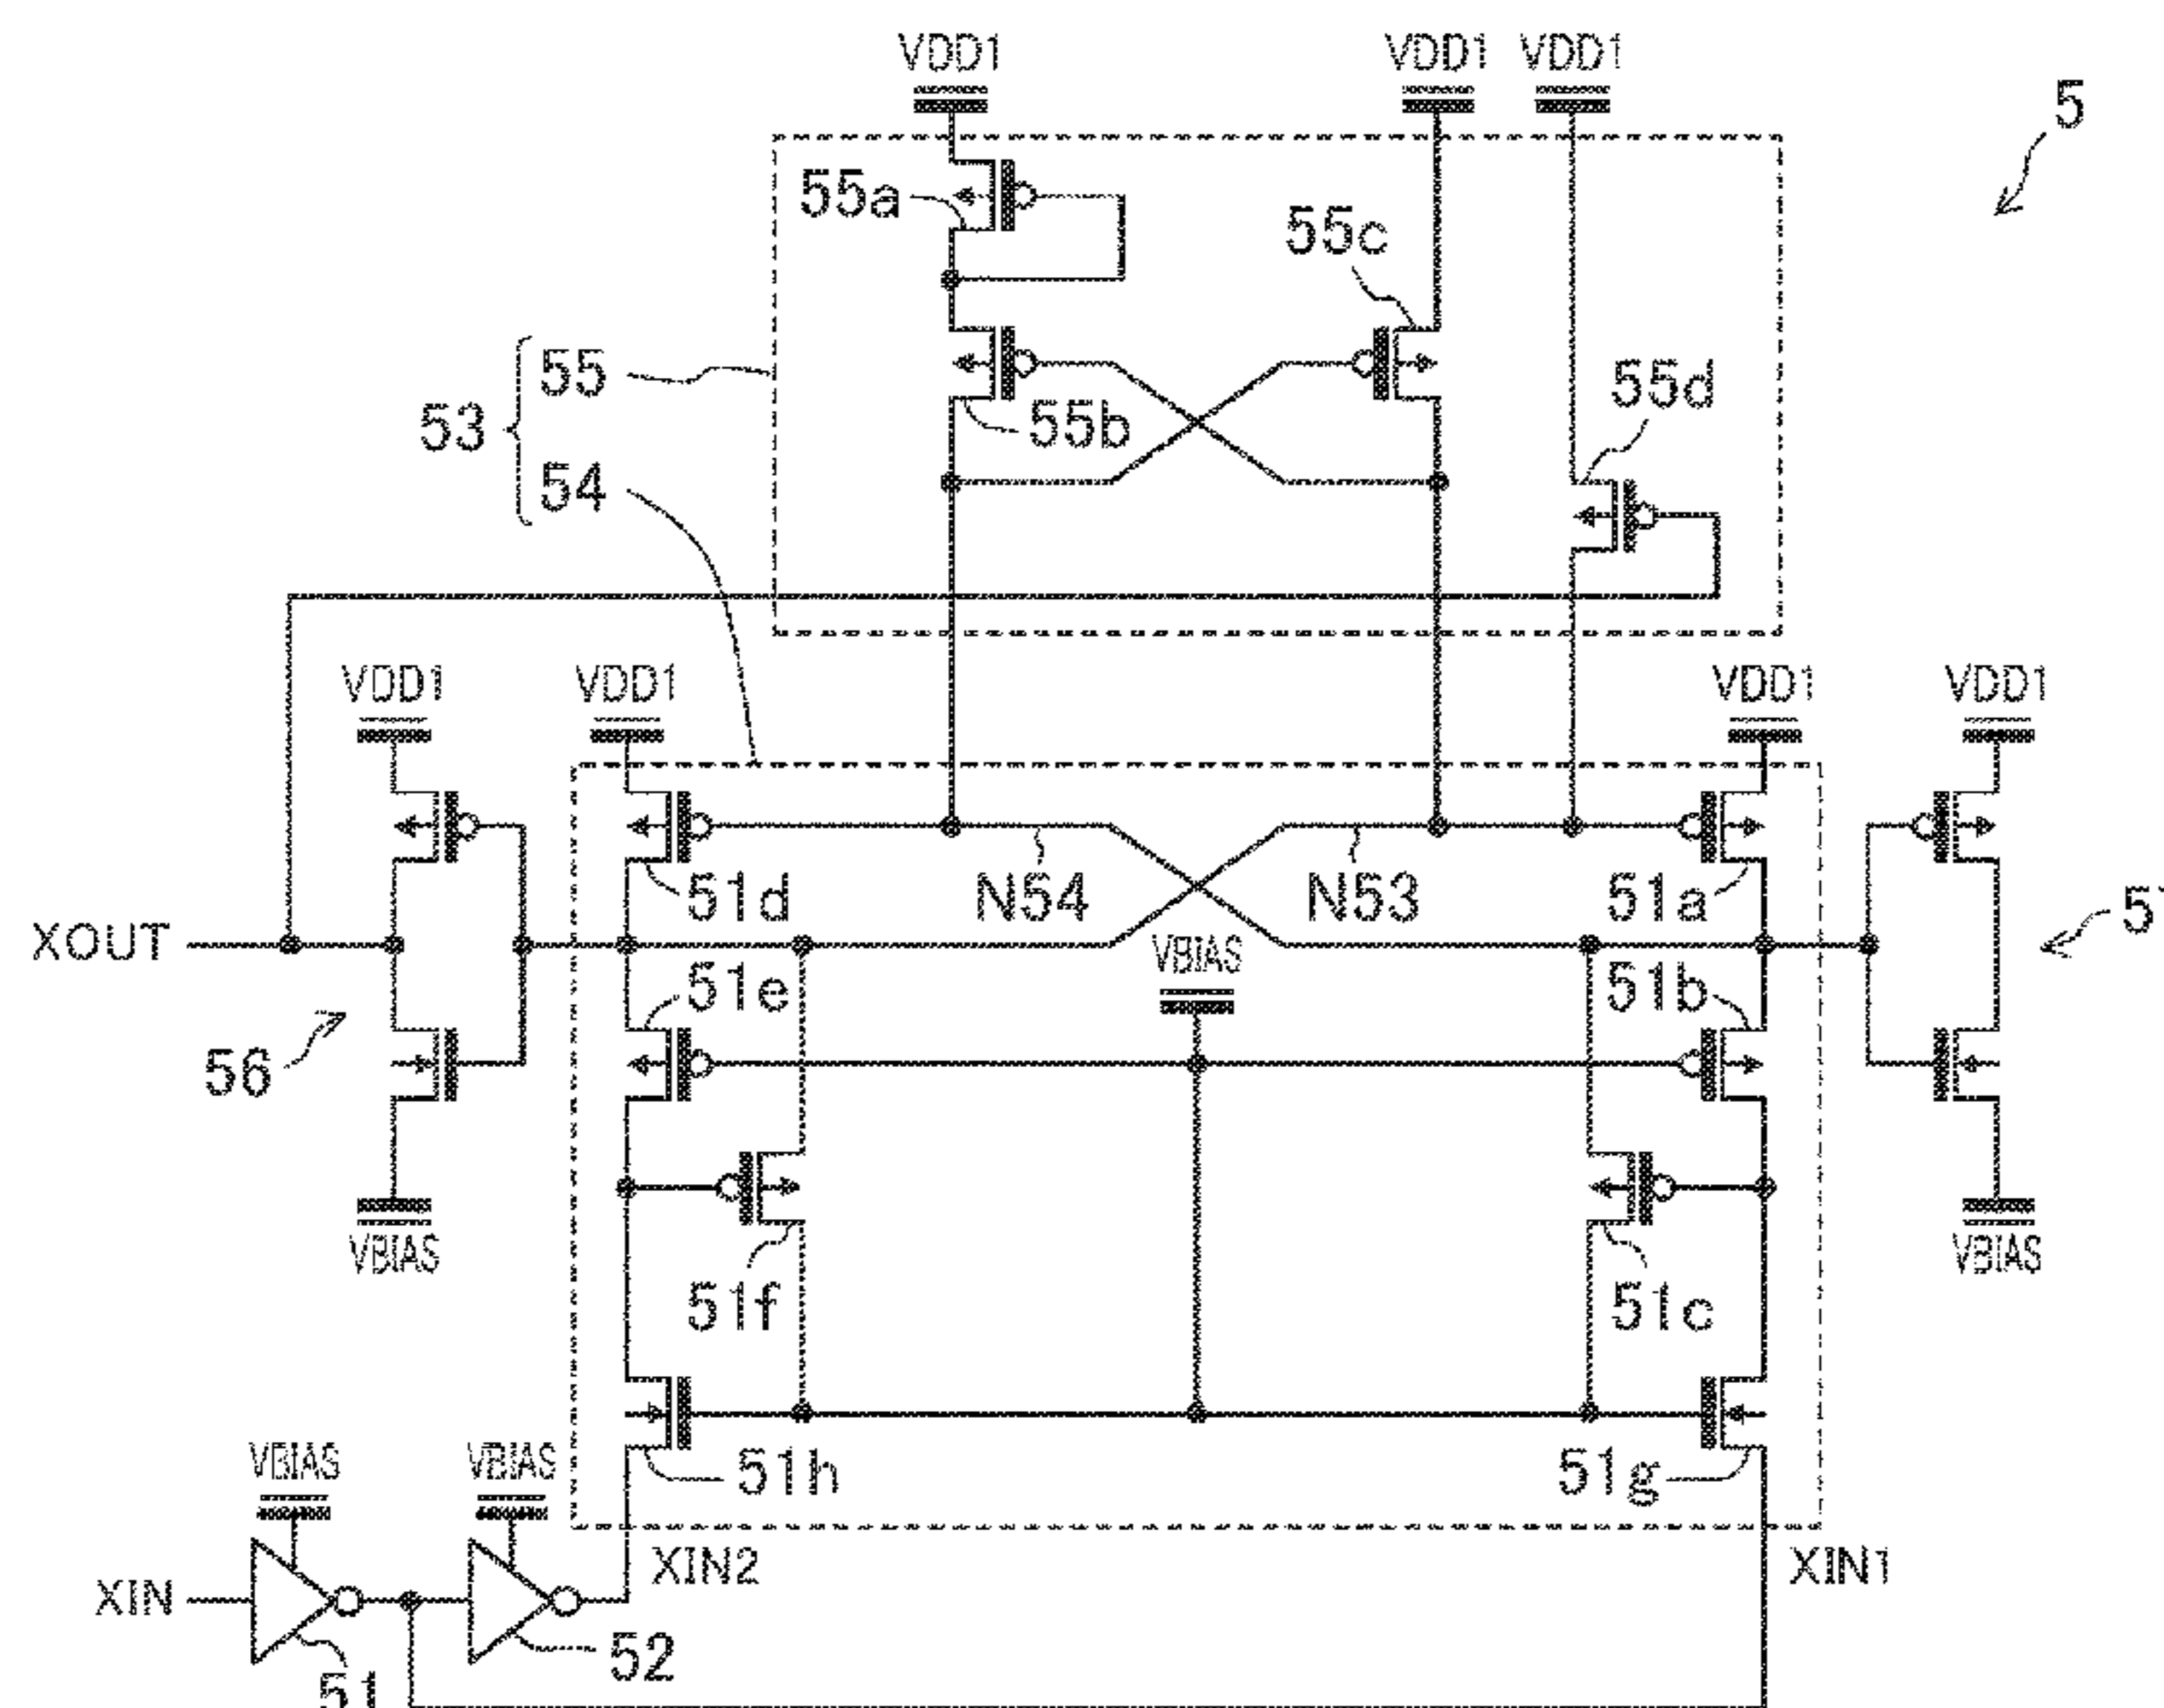 VDD1 VDD1 VDD1
5
55a
55c
55
55d
53
55b
54
VDD1 VDD1 VDD1 VDD1
51d N54 N53 51a
XOUT
VBIAS
51e 51b
56
VBIAS VBIAS
51f 51c
VBIAS VBIAS
51h 51g
XIN2 XIN1
XIN
52
51